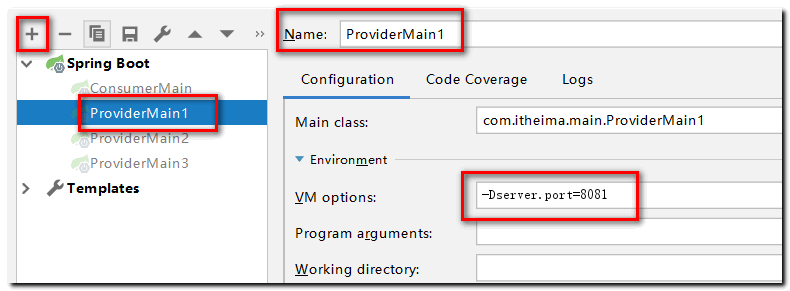 Name: ProviderMain1
Spring Boot
ConsumerMain
ProviderMain1
ProviderMain2
ProviderMain3
Templates
Configuration Code Coverage Logs
Main class: com.itheima.main.ProviderMain1
Environment
VM options: -Dserver.port=8081
Program arguments:
Working directory: